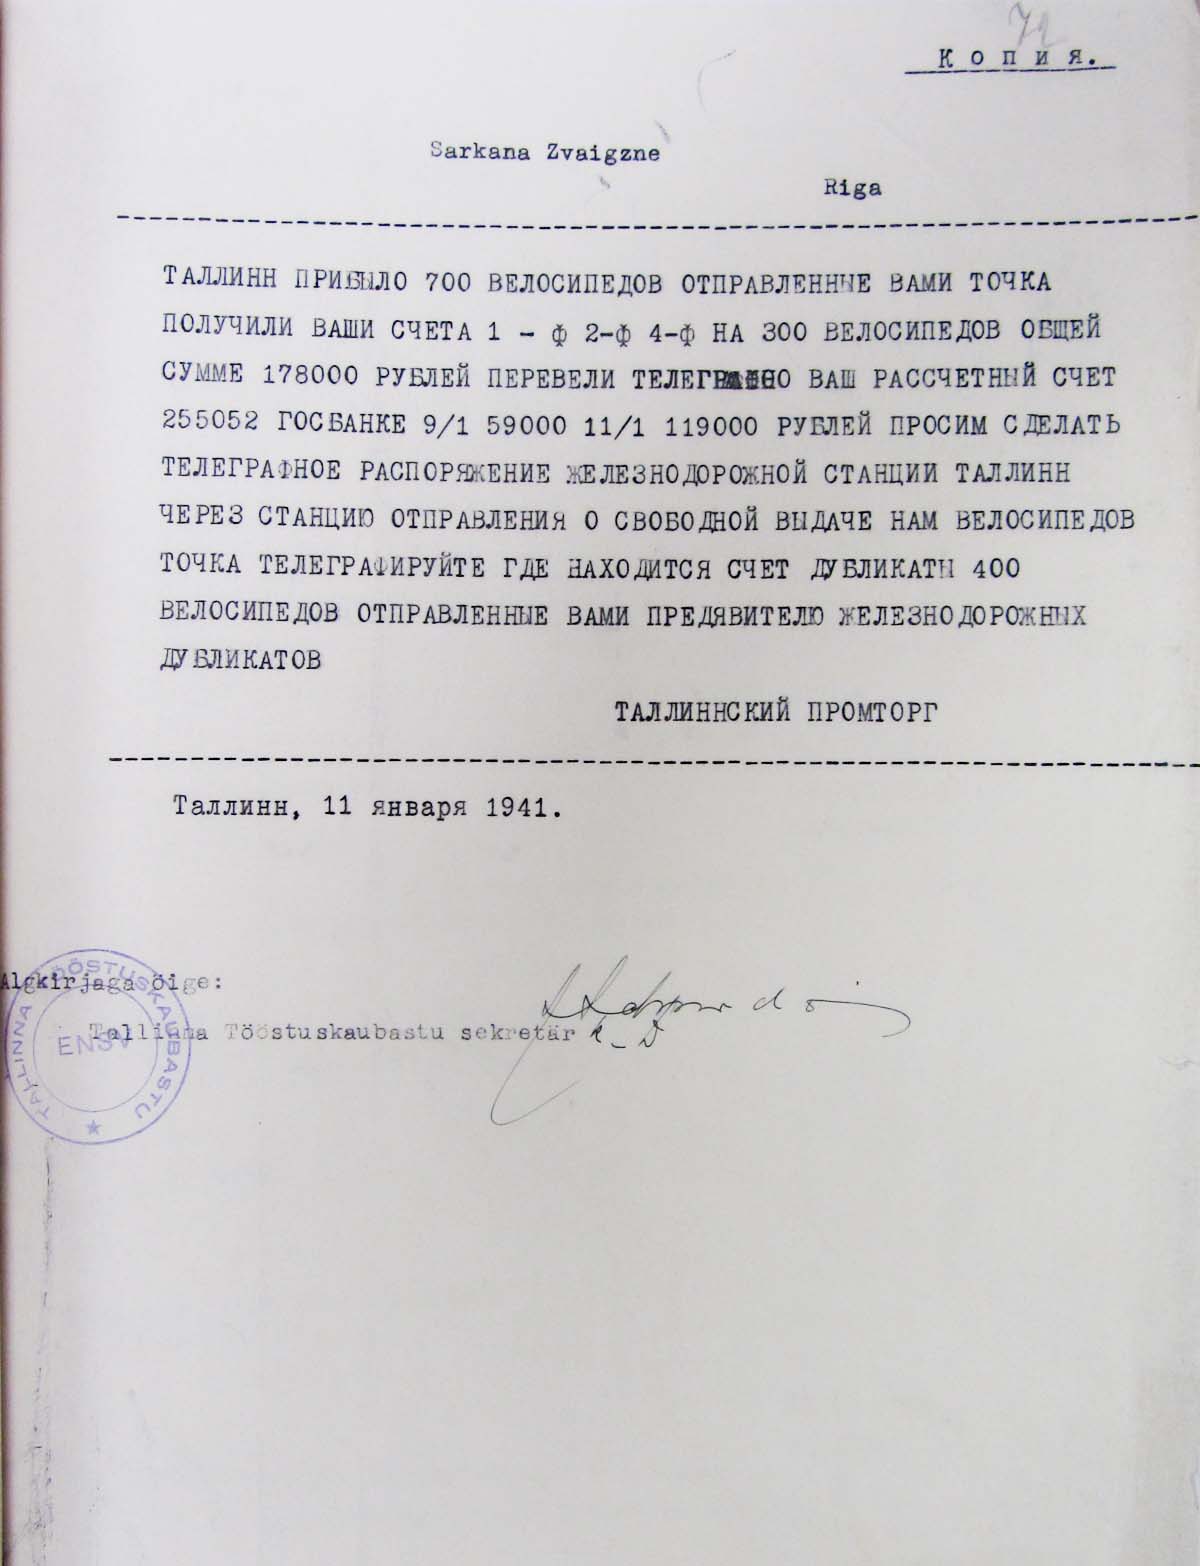 72
Копия.
Sarkana Zvaigzne
Riga
ТАЛЛИНН ПРИБЫЛО 700 ВЕЛОСИПЕДОВ ОТПРАВЛЕННЫЕ ВАМИ ТОЧКА
ПОЛУЧИЛИ ВАШИ СЧЕТА 1 - Ф 2-Ф 4-Ф НА 300 ВЕЛОСИПЕДОВ ОБЩЕЙ
СУММЕ 178000 РУБЛЕЙ ПЕРЕВЕЛИ ВАШ РАССЧЕТНЫЙ СЧЕТ
255052 ГОСБАНКЕ 9/1 59000 11/1 119000 РУБЛЕЙ ПРОСИМ СДЕЛАТЬ
ТЕЛЕГРАФНОЕ РАСПОРЯЖЕНИЕ ЖЕЛЕЗНОДОРОЖНОЙ СТАНЦИИ ТАЛЛИНН
ЧЕРЕЗ СТАНЦИЮ ОТПРАВЛЕНИЯ О СВОБОДНОЙ ВЫДАЧЕ НАМ ВЕЛОСИПЕДОВ
ТОЧКА ТЕЛЕГРАФИРУЙТЕ ГДЕ НАХОДИТСЯ СЧЕТ ДУБЛИКАТЫ 400
ВЕЛОСИПЕДОВ ОТПРАВЛЕННЫЕ ВАМИ ПРЕДЯВИТЕЛЮ ЖЕЛЕЗНОДОРОЖНЫХ
ДУБЛИКАТОВ
ТАЛЛИННСКИЙ ПРОМТОРГ
Таллинн, 11 января 1941.
Algkirjaga õige:
Tallinna Tööstuskaubastu sekretär
TALLINNA TÖÖSTUSKAUBASTU
ENSV